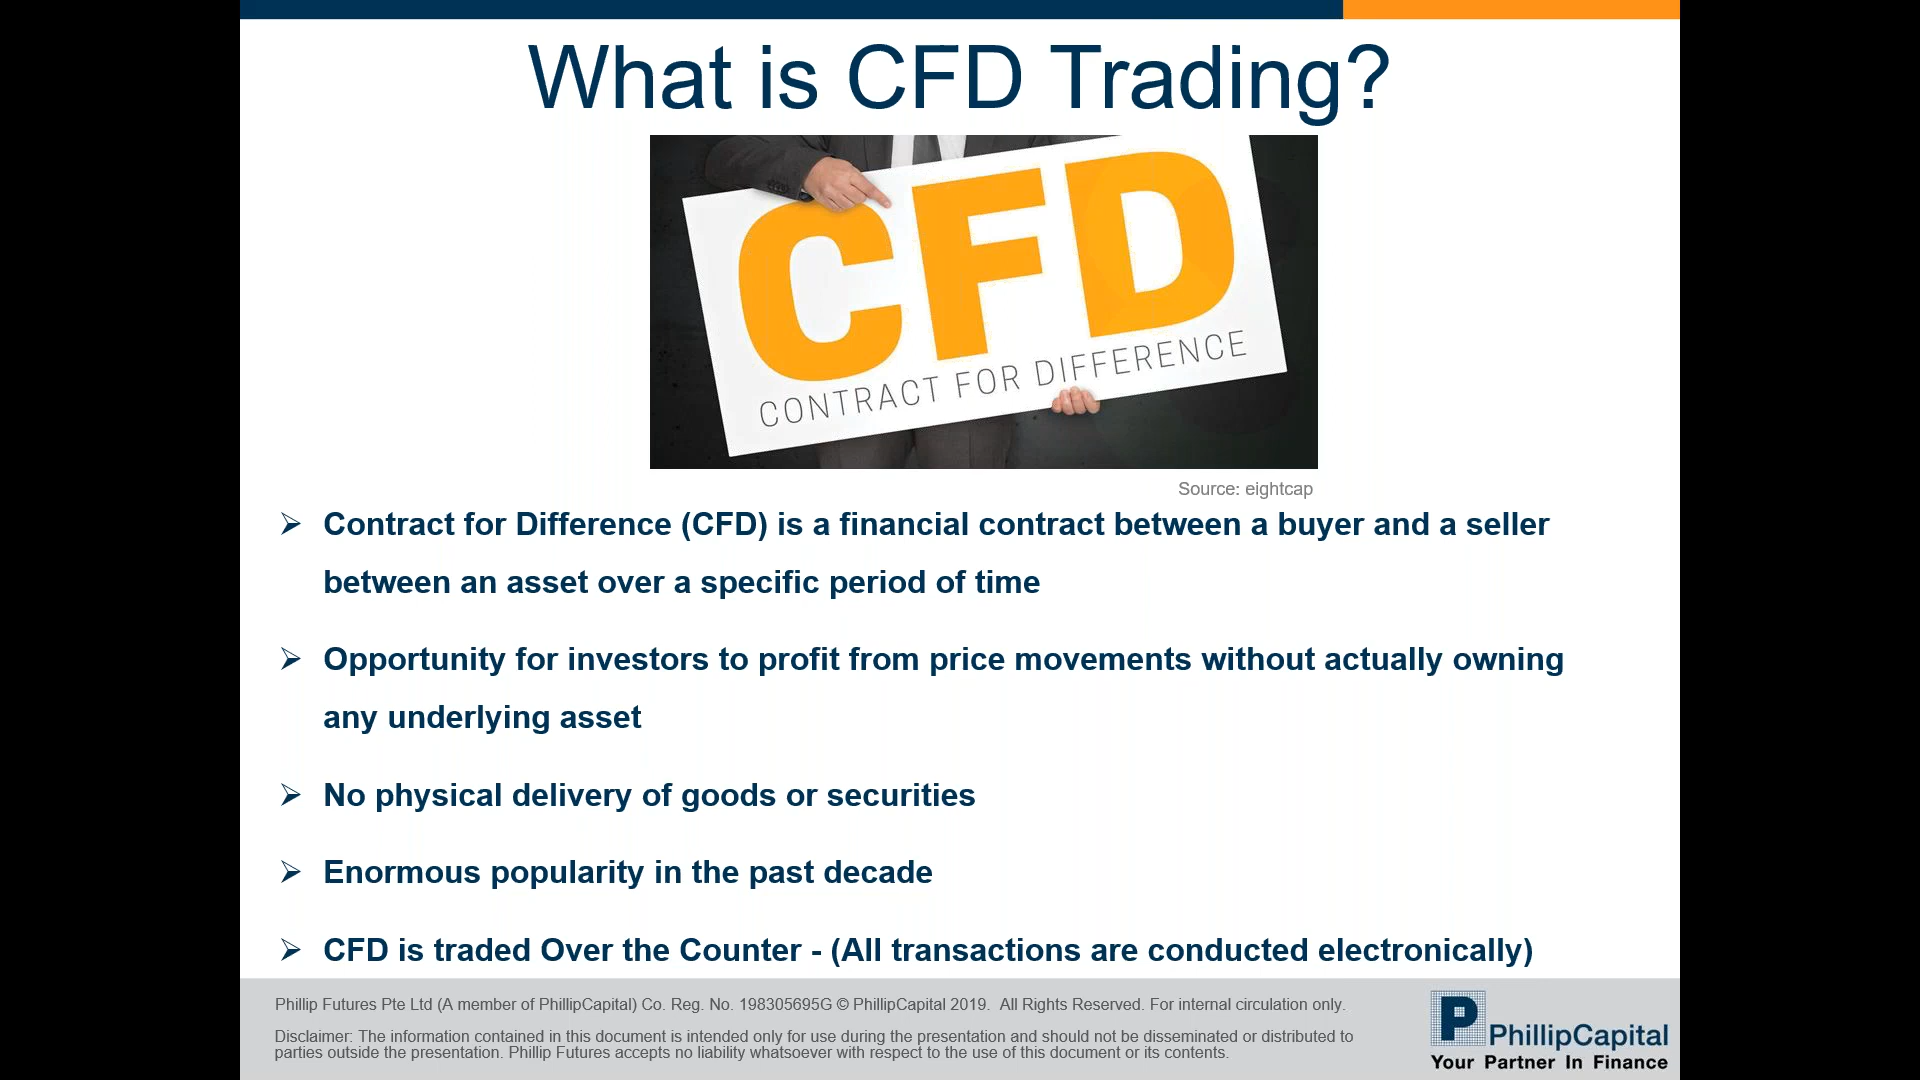 What is CFD Trading?
CFD
CONTRACT FOR DIFFERENCE
Source: eightcap
➢ Contract for Difference (CFD) is a financial contract between a buyer and a seller
between an asset over a specific period of time
➢ Opportunity for investors to profit from price movements without actually owning
any underlying asset
➢ No physical delivery of goods or securities
➢ Enormous popularity in the past decade
➢ CFD is traded Over the Counter - (All transactions are conducted electronically)
Phillip Futures Pte Ltd (A member of PhillipCapital) Co. Reg. No. 198305695G © PhillipCapital 2019. All Rights Reserved. For internal circulation only.
Disclaimer: The information contained in this document is intended only for use during the presentation and should not be disseminated or distributed to
parties outside the presentation. Phillip Futures accepts no liability whatsoever with respect to the use of this document or its contents.
P PhillipCapital
Your Partner In Finance